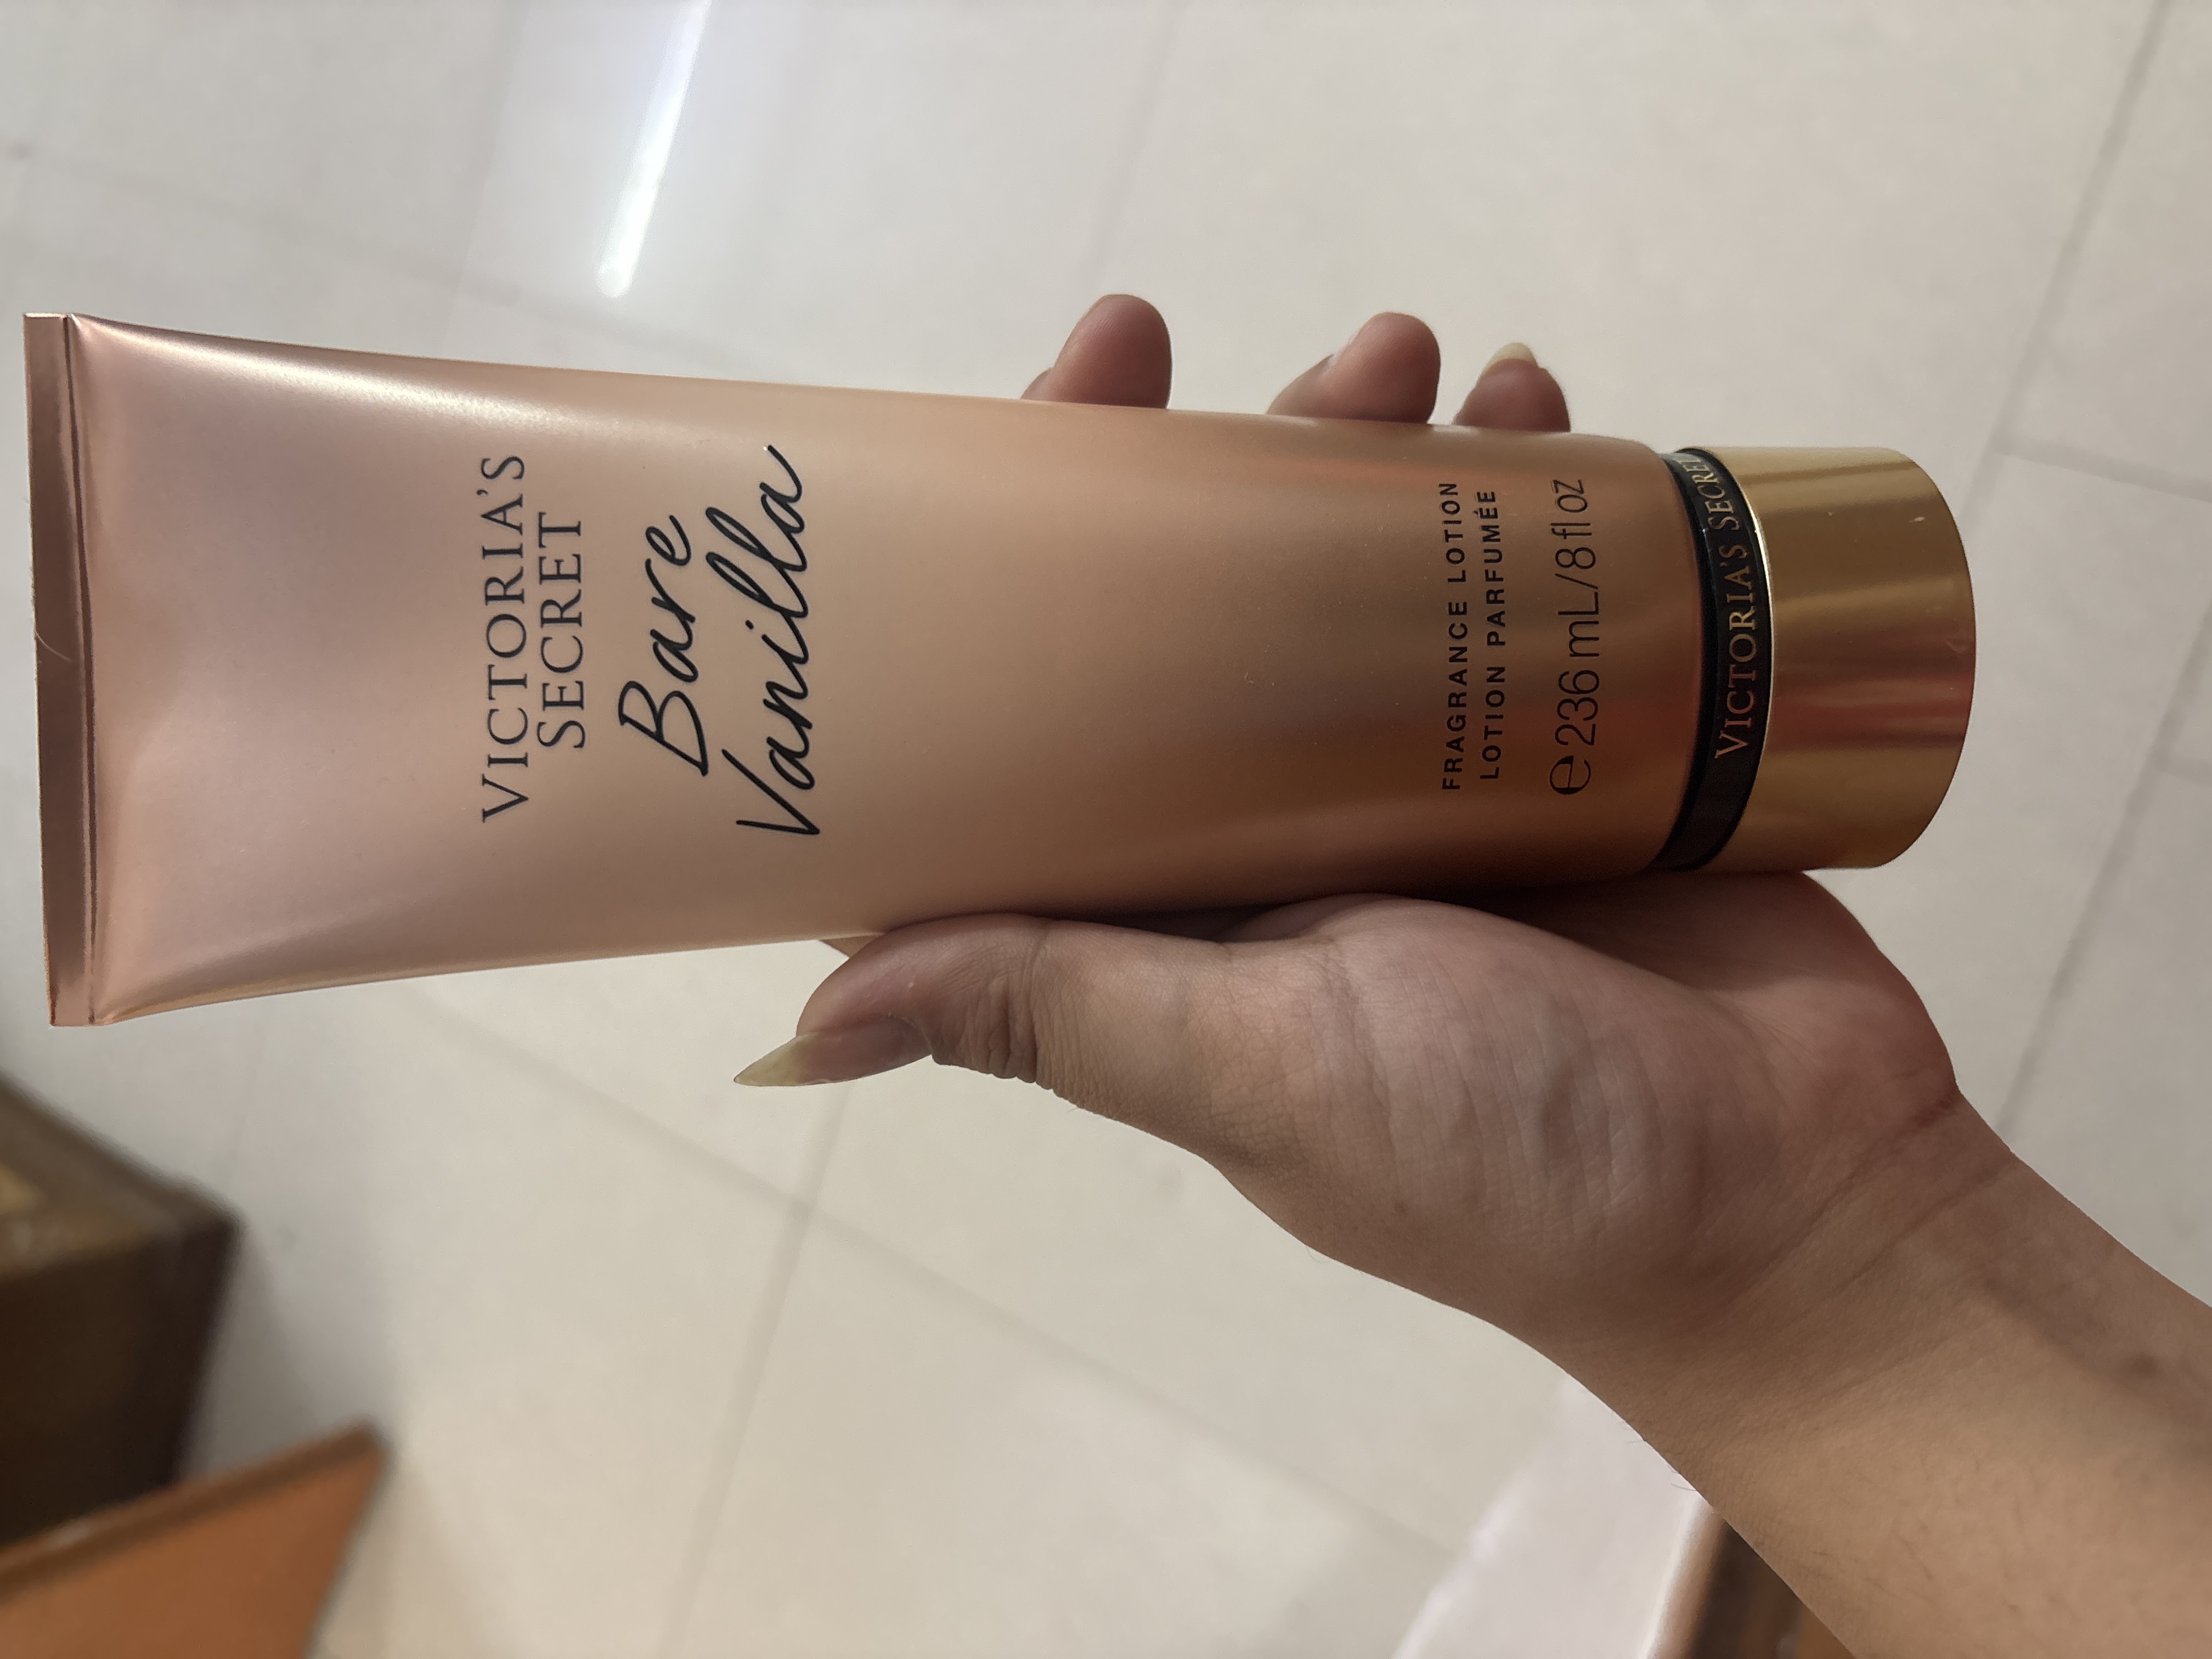 VICTORIA'S
SECRET
Bare
Vanilla
FRAGRANCE LOTION
LOTION PARFUMÉE
℮ 236 mL/8 fl oz
VICTORIA'S SECRET